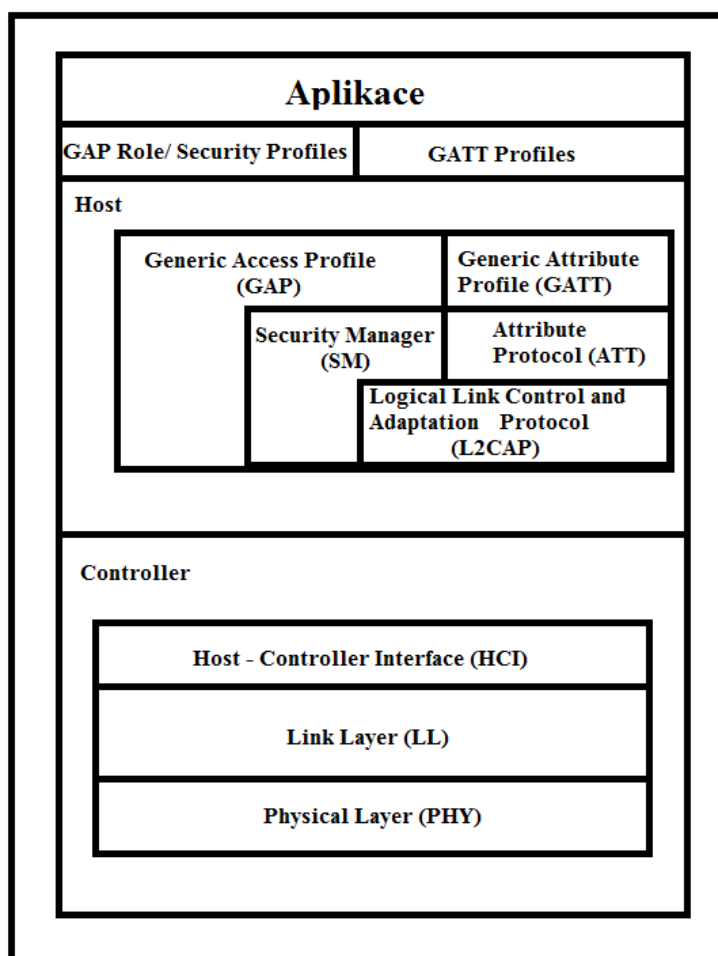 Aplikace
GAP Role/ Security Profiles
GATT Profiles
Host
Generic Access Profile
(GAP)
Generic Attribute
Profile (GATT)
Security Manager
(SM)
Attribute
Protocol (ATT)
Logical Link Control and
Adaptation Protocol
(L2CAP)
Controller
Host - Controller Interface (HCI)
Link Layer (LL)
Physical Layer (PHY)